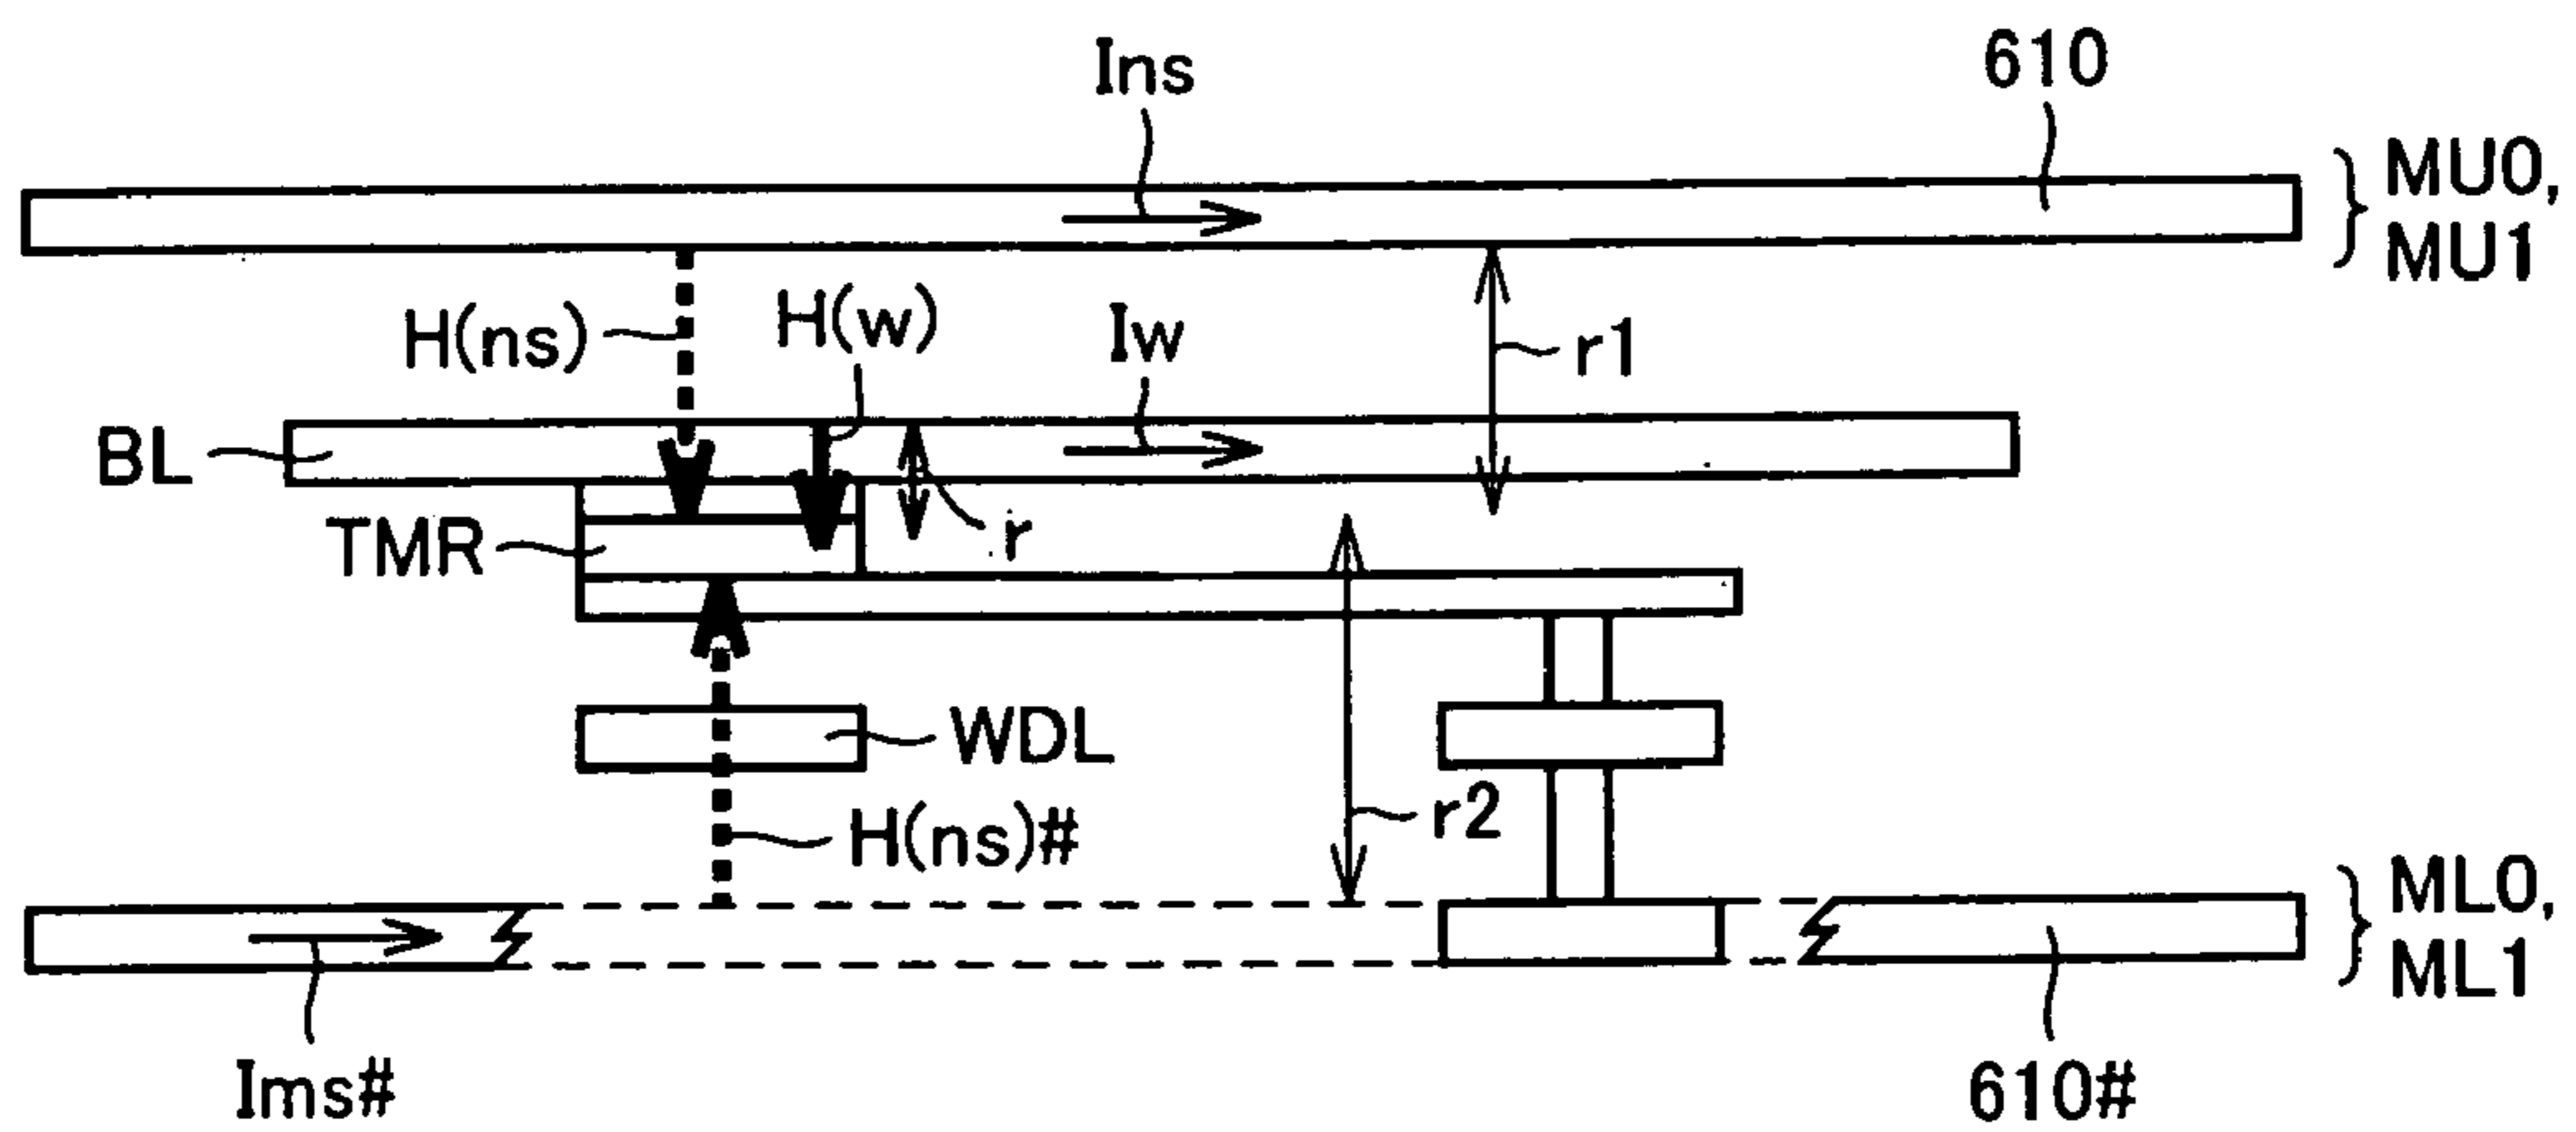 Ins
610
MU0,
MU1
H(ns)
H(w)
Iw
r1
BL
TMR
r
WDL
r2
H(ns)#
ML0,
ML1
Ims#
610#